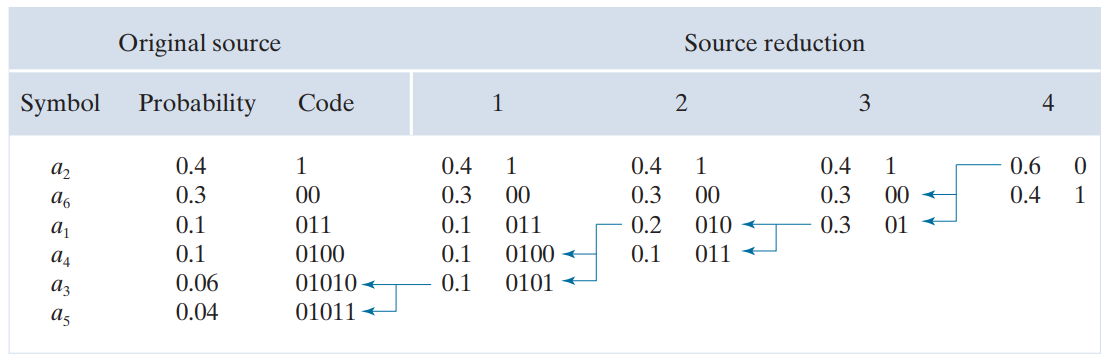 Original source Source reduction
Symbol Probability Code 1 2 3 4
a2 0.4 1 0.4 1 0.4 1 0.4 1 0.6 0
a6 0.3 00 0.3 00 0.3 00 0.3 00 0.4 1
a1 0.1 011 0.1 011 0.2 010 0.3 01
a4 0.1 0100 0.1 0100 0.1 011
a3 0.06 01010 0.1 0101
a5 0.04 01011